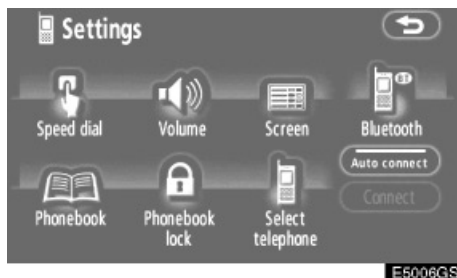 Settings
Speed dial
Volume
Screen
Bluetooth
Auto connect
Connect
Phonebook
Phonebook
lock
Select
telephone
E5006GS